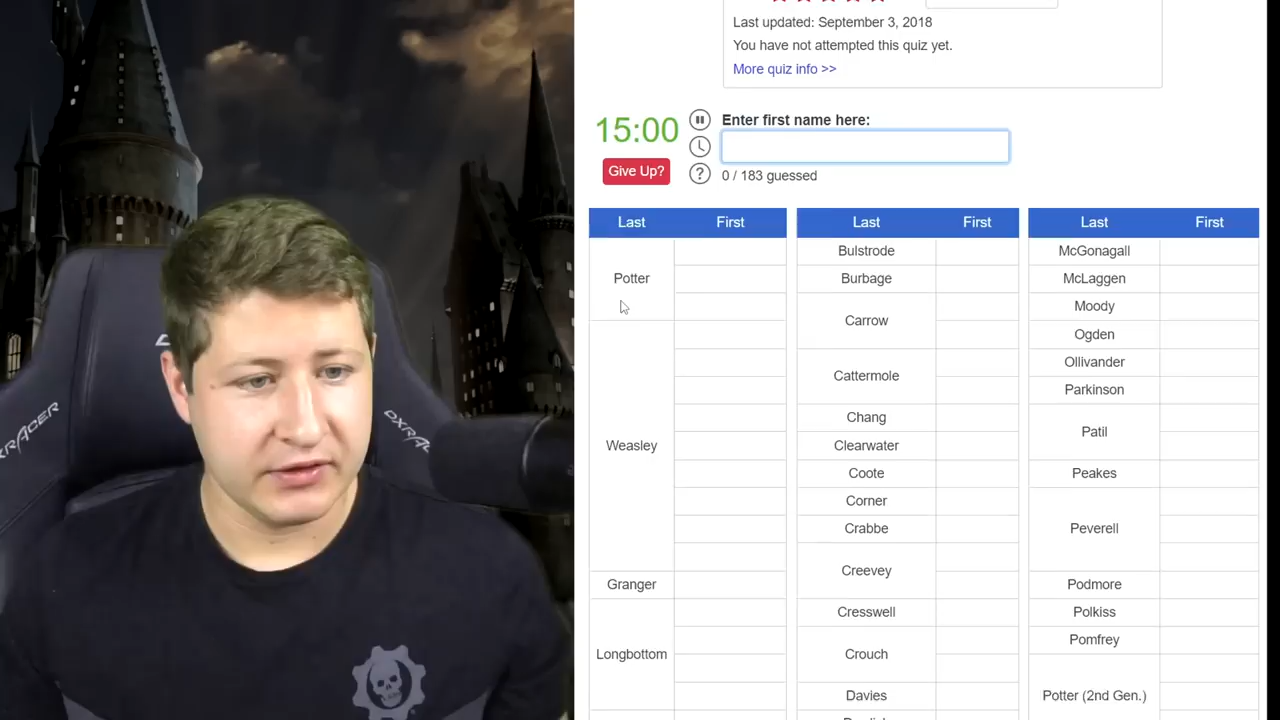 Last updated: September 3, 2018
You have not attempted this quiz yet.
More quiz info >>
15:00
Enter first name here:
Give Up?
?
0 / 183 guessed
Last First
Potter
Weasley
Granger
Longbottom
Last First
Bulstrode
Burbage
Carrow
Cattermole
Chang
Clearwater
Coote
Corner
Crabbe
Creevey
Cresswell
Crouch
Davies
Last First
McGonagall
McLaggen
Moody
Ogden
Ollivander
Parkinson
Patil
Peakes
Peverell
Podmore
Polkiss
Pomfrey
Potter (2nd Gen.)